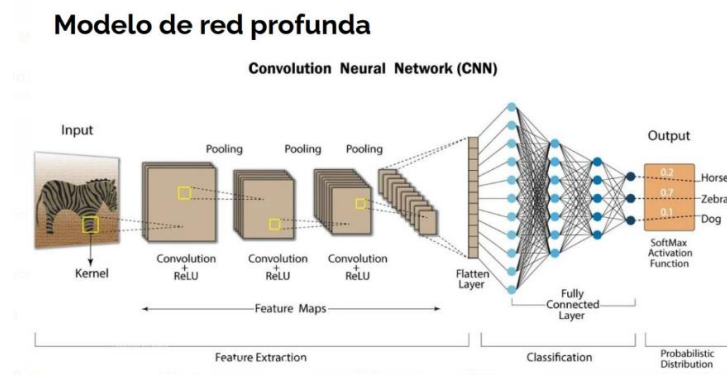 Modelo de red profunda
Convolution Neural Network (CNN)
Input
Pooling
Pooling
Pooling
Output
0.2
Horse
0.7
Zebra
0.1
Dog
SoftMax
Activation
Function
Kernel
Convolution
+
ReLU
Convolution
+
ReLU
Convolution
+
ReLU
Flatten
Layer
Fully
Connected
Layer
Feature Maps
Feature Extraction
Classification
Probabilistic
Distribution